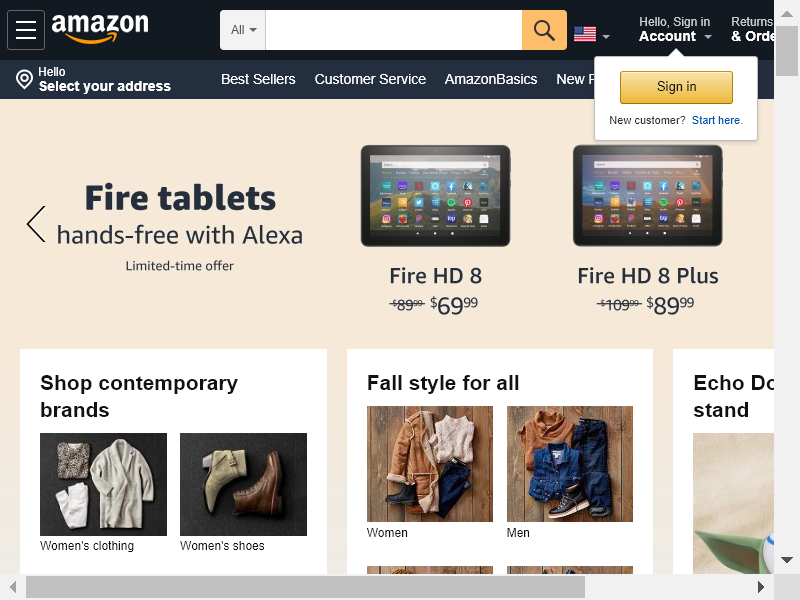 amazon
All
Hello, Sign in
Account
Returns
& Orde
Hello
Select your address
Best Sellers
Customer Service
AmazonBasics
New
Sign in
New customer? Start here.
Fire tablets
hands-free with Alexa
Limited-time offer
Fire HD 8
$89.99 $69.99
Fire HD 8 Plus
$109.99 $89.99
Shop contemporary
brands
Women's clothing
Women's shoes
Fall style for all
Women
Men
Echo Do
stand